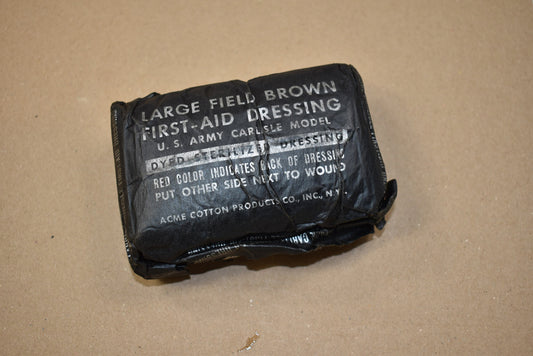 LARGE FIELD BROWN
FIRST-AID DRESSING
U. S. ARMY CARLISLE MODEL
DYED STERILIZED DRESSING
RED COLOR INDICATES BACK OF DRESSING
PUT OTHER SIDE NEXT TO WOUND
ACME COTTON PRODUCTS CO., INC., N.Y.